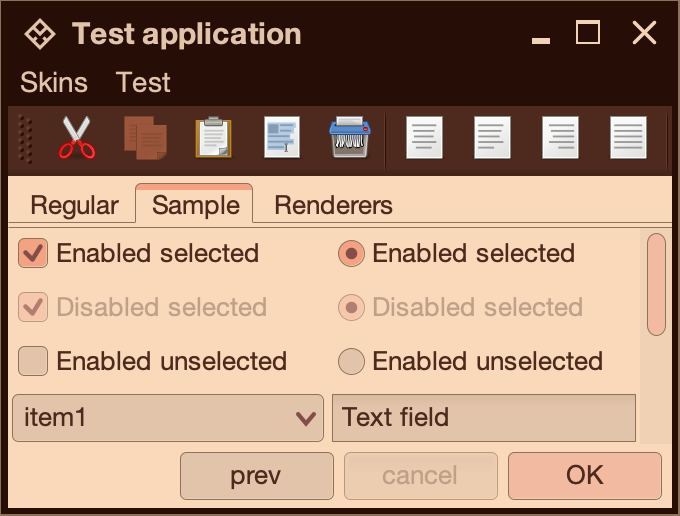 Test application
Skins Test
Regular Sample Renderers
Enabled selected Enabled selected
Disabled selected Disabled selected
Enabled unselected Enabled unselected
item1 Text field
prev cancel OK